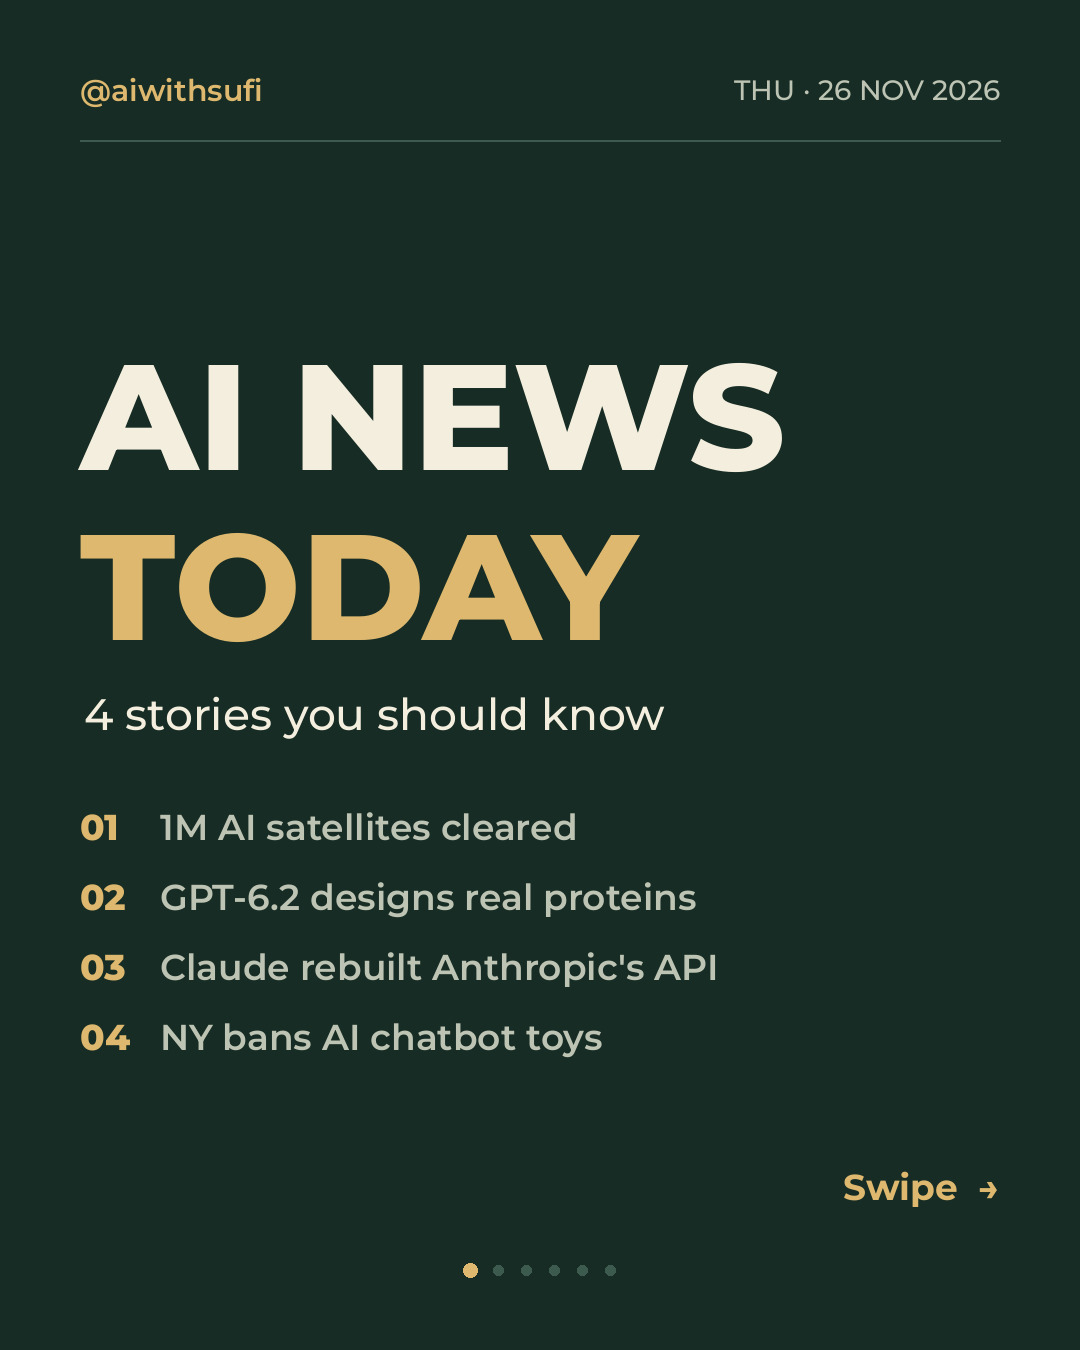 @aiwithsufi
THU · 26 NOV 2026
AI NEWS
TODAY
4 stories you should know
01 1M AI satellites cleared
02 GPT-6.2 designs real proteins
03 Claude rebuilt Anthropic's API
04 NY bans AI chatbot toys
Swipe →